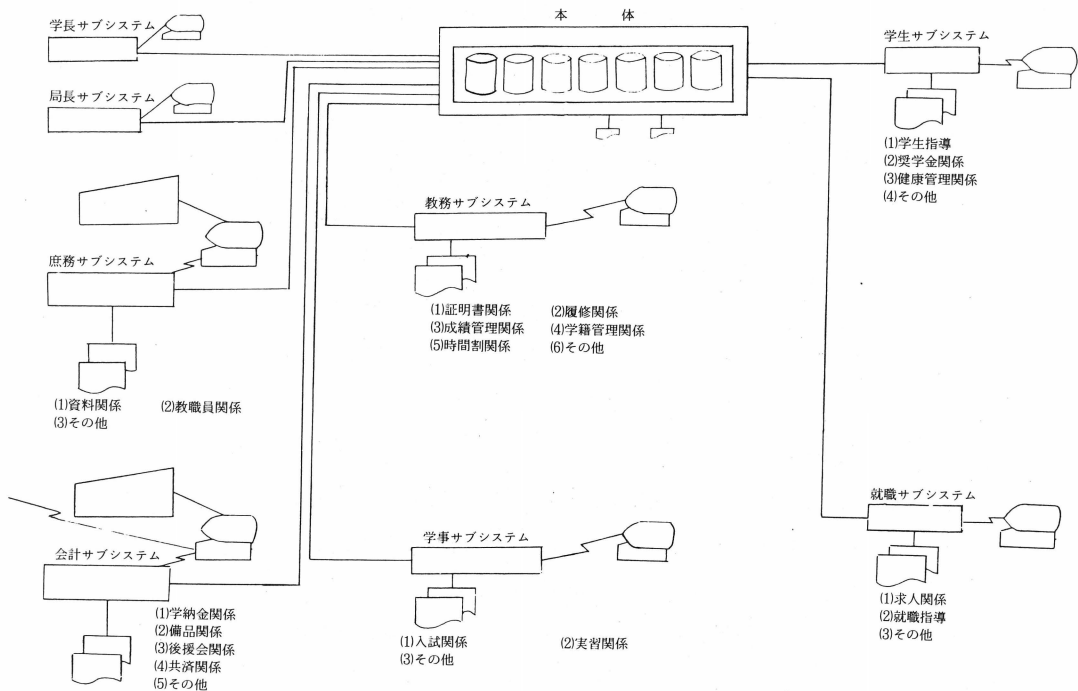 本体
学長サブシステム
局長サブシステム
庶務サブシステム
(1)資料関係 (2)教職員関係
(3)その他
会計サブシステム
(1)学納金関係
(2)備品関係
(3)後援会関係
(4)共済関係
(5)その他
教務サブシステム
(1)証明書関係 (2)履修関係
(3)成績管理関係 (4)学籍管理関係
(5)時間割関係 (6)その他
学事サブシステム
(1)入試関係 (2)実習関係
(3)その他
学生サブシステム
(1)学生指導
(2)奨学金関係
(3)健康管理関係
(4)その他
就職サブシステム
(1)求人関係
(2)就職指導
(3)その他